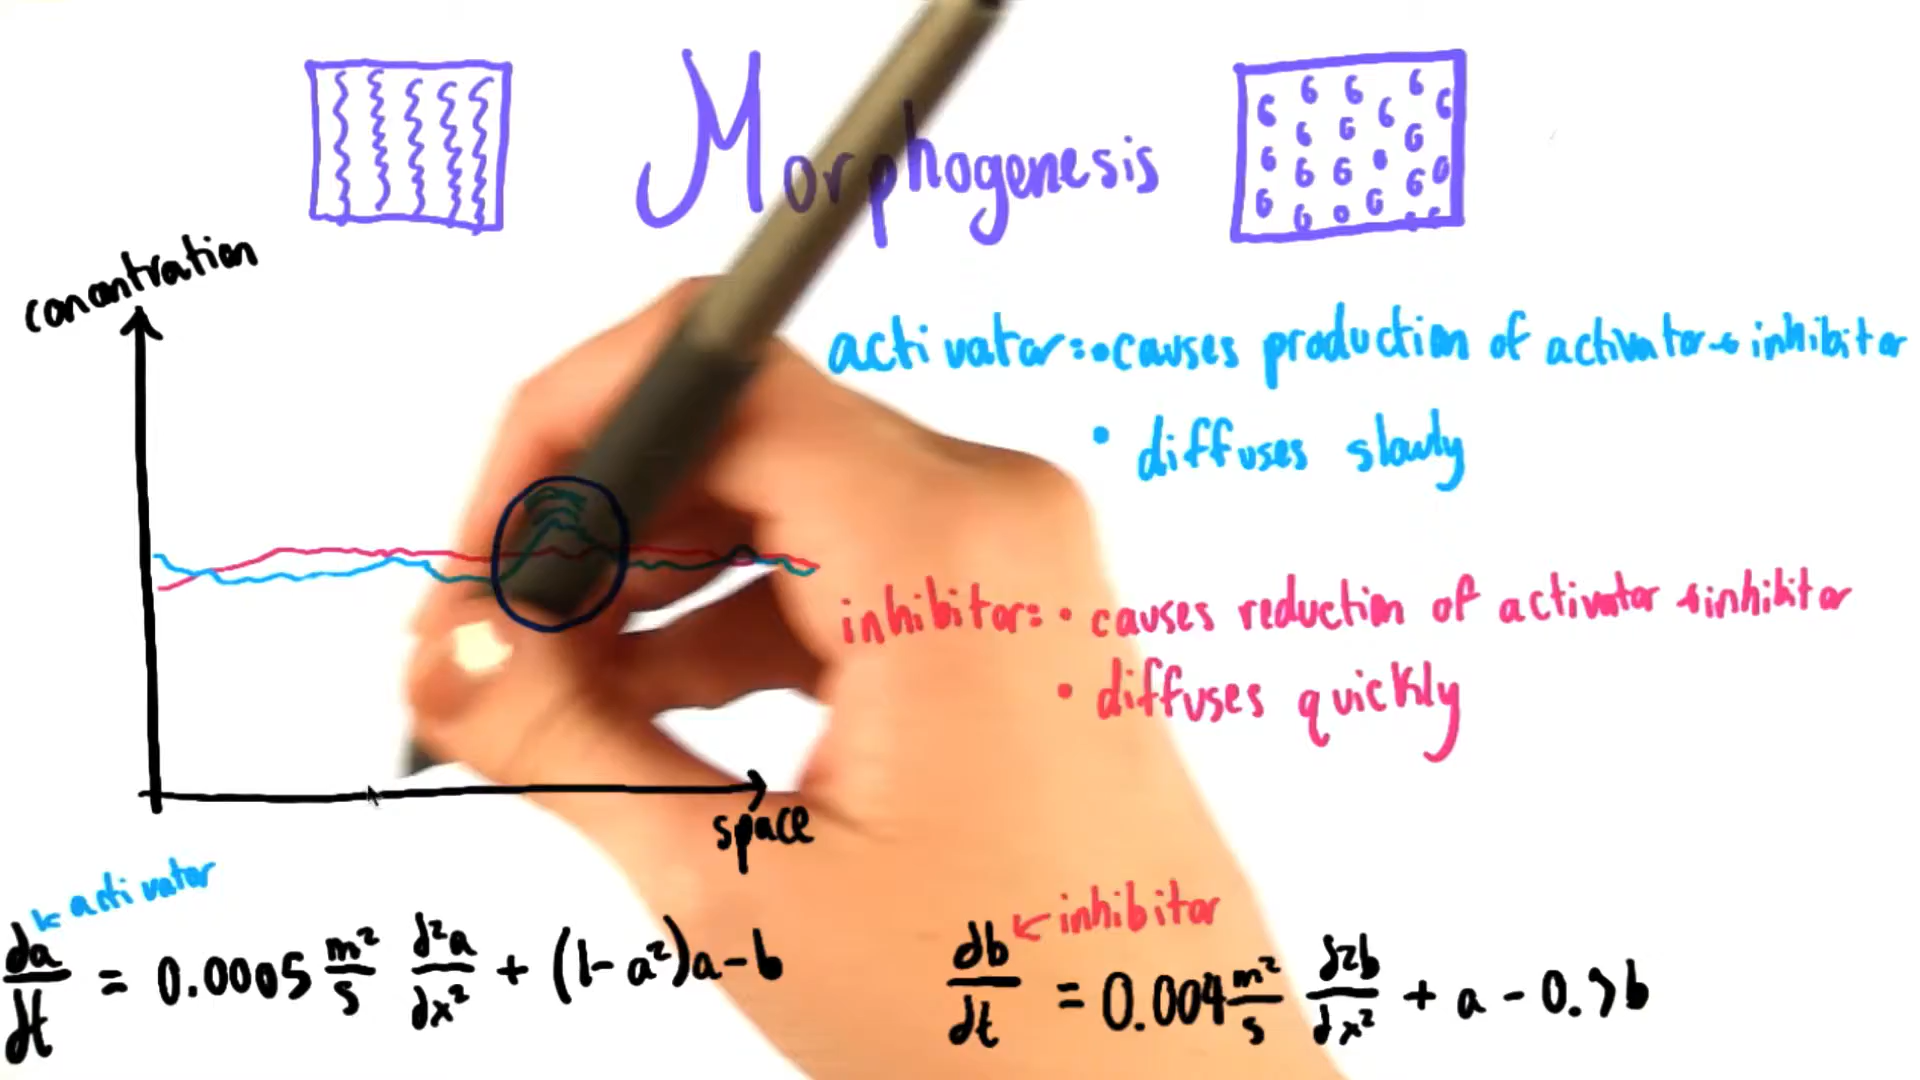 Morphogenesis
concentration
activator: • causes production of activator + inhibitor
• diffuses slowly
inhibitor: • causes reduction of activator + inhibitor
• diffuses quickly
space
activator
da/dt = 0.0005 m²/s d²a/dx² + (1-a²)a-b
inhibitor
db/dt = 0.004 m²/s d2b/dx² + a - 0.9b